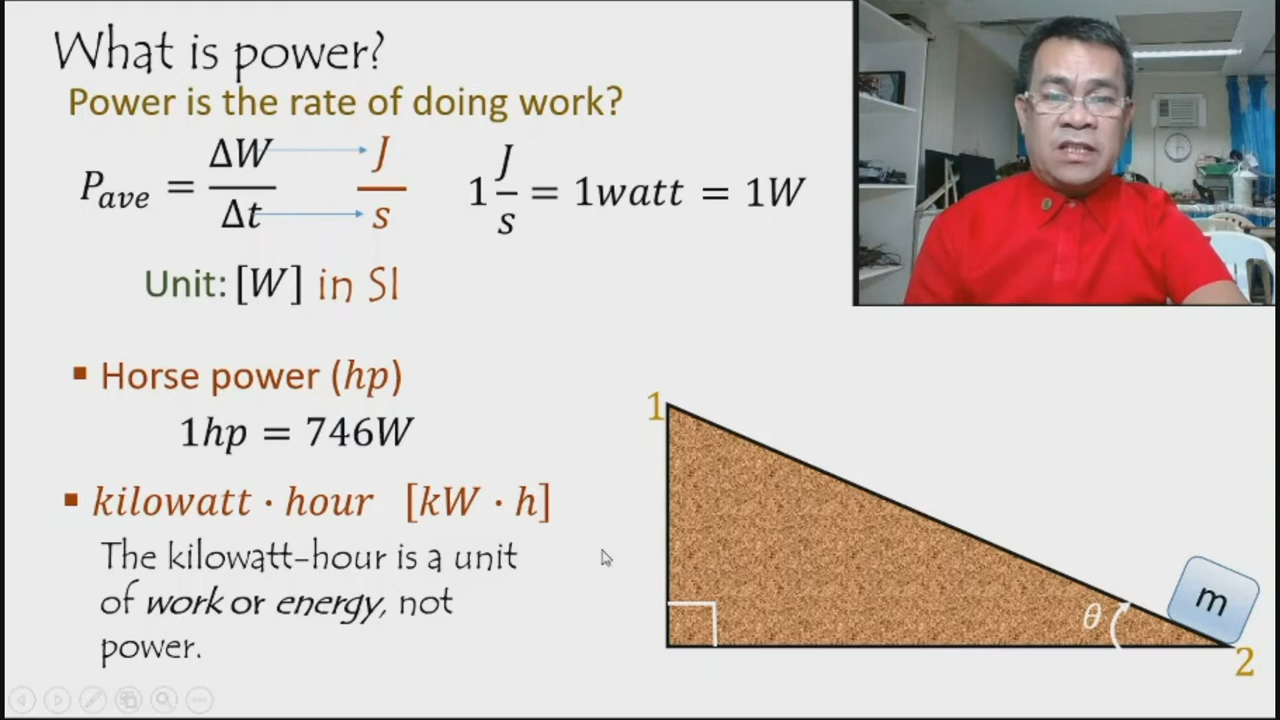 What is power?
Power is the rate of doing work?
P_ave = ΔW/Δt → J/s
1 J/s = 1watt = 1W
Unit: [W] in SI
▪ Horse power (hp)
1hp = 746W
▪ kilowatt · hour [kW · h]
The kilowatt-hour is a unit
of work or energy, not
power.
1
m
θ
2